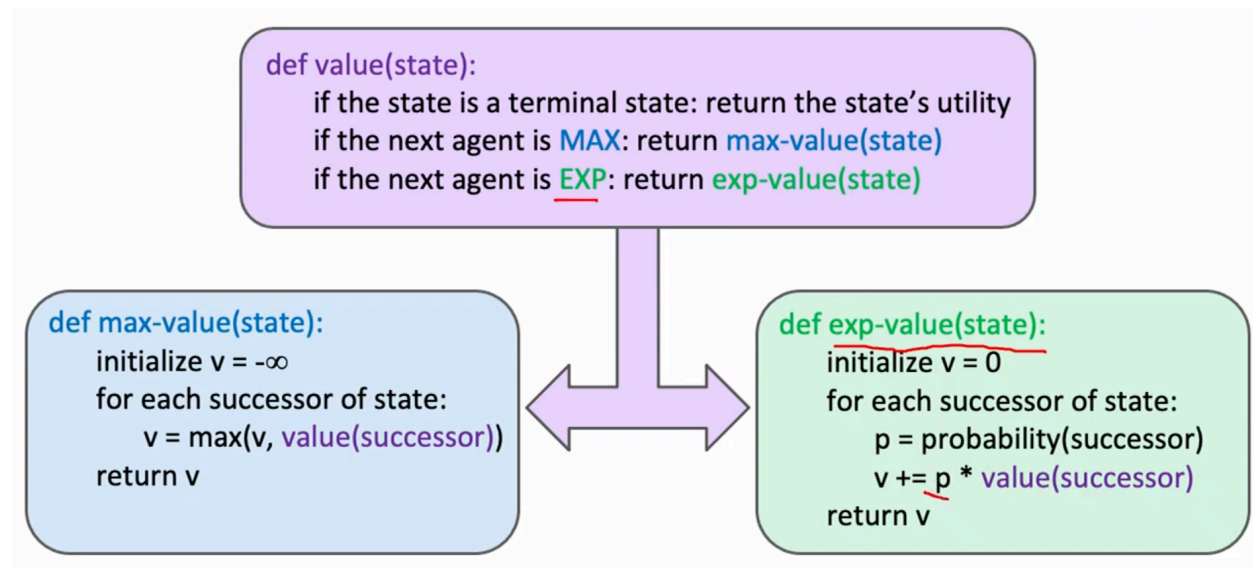 def value(state):
if the state is a terminal state: return the state’s utility
if the next agent is MAX: return max-value(state)
if the next agent is EXP: return exp-value(state)
def max-value(state):
initialize v = -∞
for each successor of state:
v = max(v, value(successor))
return v
def exp-value(state):
initialize v = 0
for each successor of state:
p = probability(successor)
v += p * value(successor)
return v